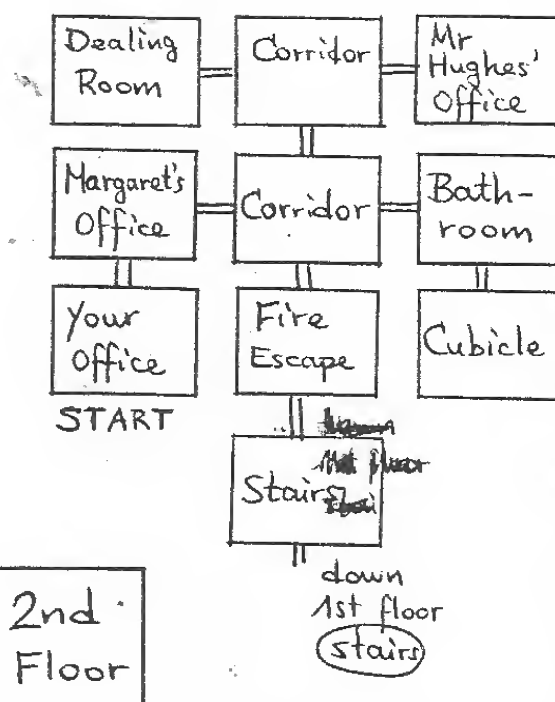 Dealing
Room
Corridor
Mr
Hughes'
Office
Margaret's
Office
Corridor
Bath-
room
Your
Office
START
Fire
Escape
Cubicle
Stairs
down
1st floor
stairs
2nd
Floor